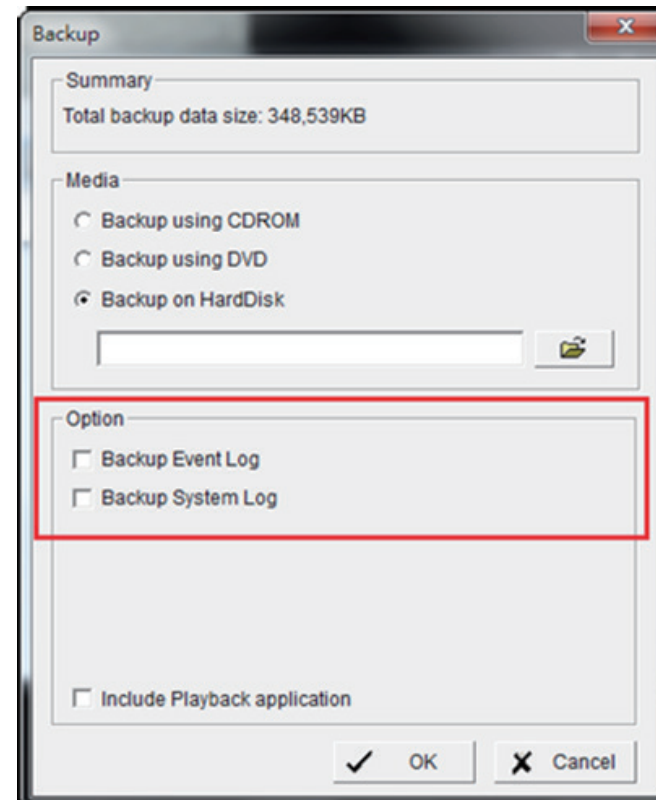 Backup
Summary
Total backup data size: 348,539KB
Media
Backup using CDROM
Backup using DVD
Backup on HardDisk
Option
Backup Event Log
Backup System Log
Include Playback application
OK
Cancel